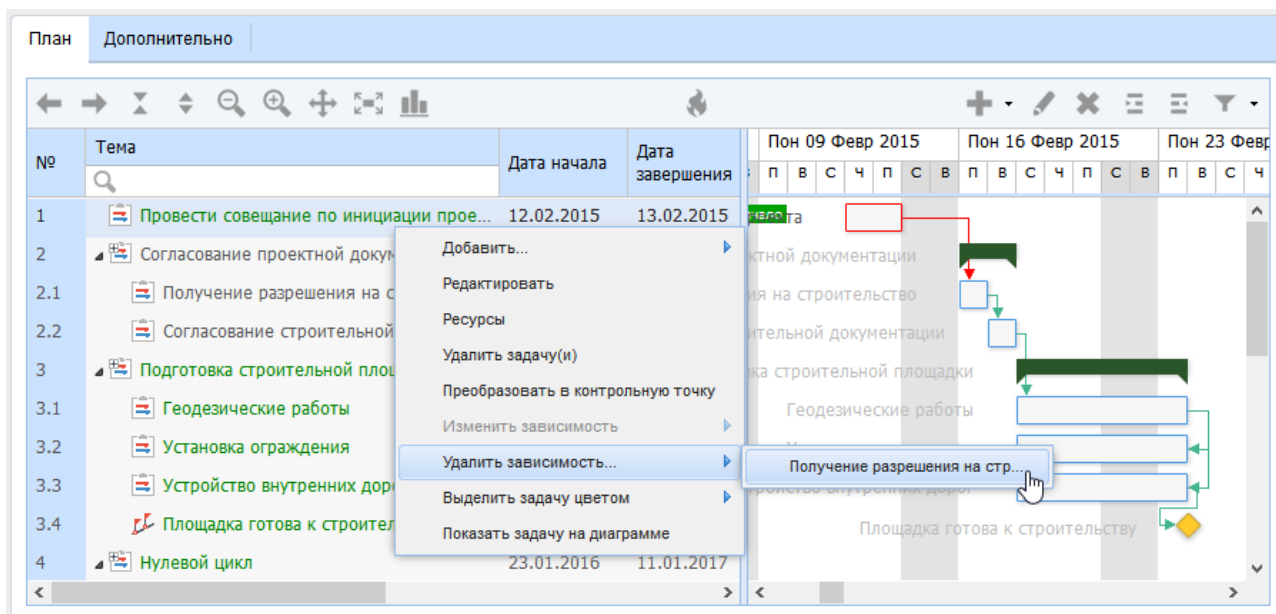 План Дополнительно
№ Тема Дата начала Дата завершения Пон 09 Февр 2015 Пон 16 Февр 2015 Пон 23 Февр
П В С Ч П С В П В С Ч П С В П В С Ч
1 Провести совещание по инициации прое... 12.02.2015 13.02.2015 та
2 Согласование проектной докум ктной документации
2.1 Получение разрешения на с ия на строительство
2.2 Согласование строительной ительной документации
3 Подготовка строительной площ ка строительной площадки
3.1 Геодезические работы Геодезические работы
3.2 Установка ограждения
3.3 Устройство внутренних доро
3.4 Площадка готова к строител Площадка готова к строительству
4 Нулевой цикл 23.01.2016 11.01.2017
Добавить...
Редактировать
Ресурсы
Удалить задачу(и)
Преобразовать в контрольную точку
Изменить зависимость
Удалить зависимость...
Выделить задачу цветом
Показать задачу на диаграмме
Получение разрешения на стр...